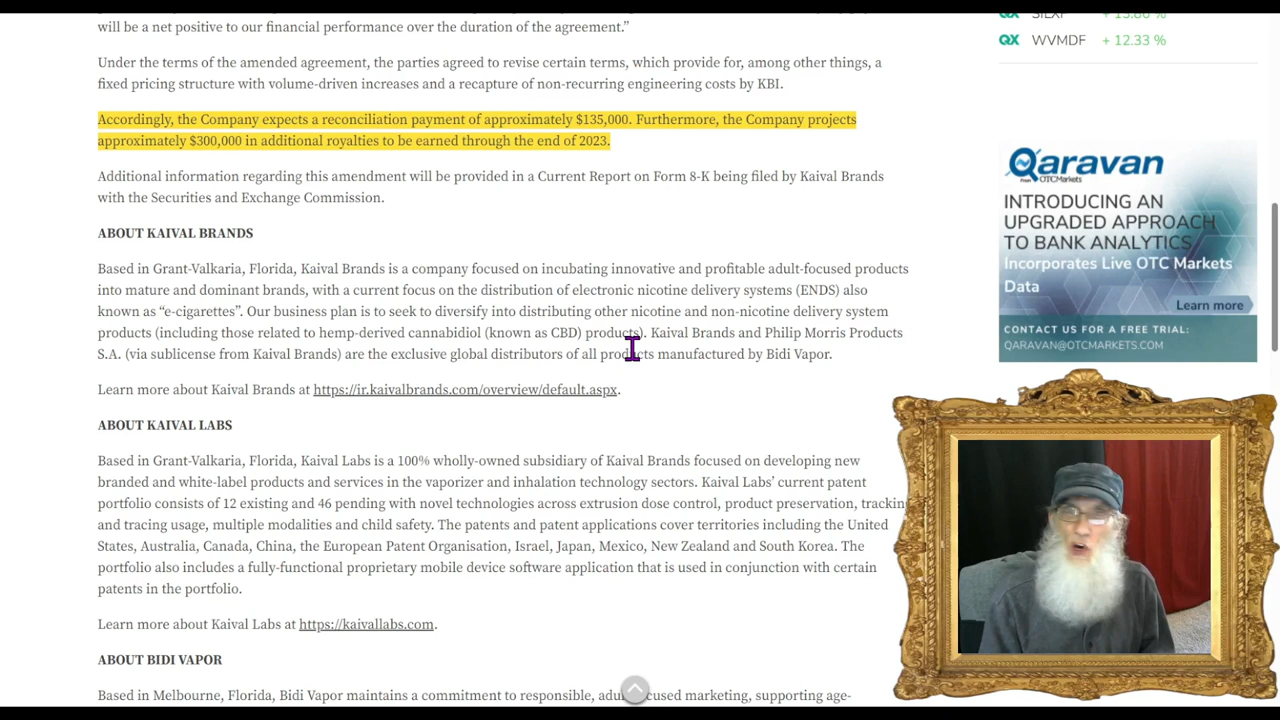 will be a net positive to our financial performance over the duration of the agreement.”
Under the terms of the amended agreement, the parties agreed to revise certain terms, which provide for, among other things, a
fixed pricing structure with volume-driven increases and a recapture of non-recurring engineering costs by KBI.
Accordingly, the Company expects a reconciliation payment of approximately $135,000. Furthermore, the Company projects
approximately $300,000 in additional royalties to be earned through the end of 2023.
Additional information regarding this amendment will be provided in a Current Report on Form 8-K being filed by Kaival Brands
with the Securities and Exchange Commission.
ABOUT KAIVAL BRANDS
Based in Grant-Valkaria, Florida, Kaival Brands is a company focused on incubating innovative and profitable adult-focused products
into mature and dominant brands, with a current focus on the distribution of electronic nicotine delivery systems (ENDS) also
known as “e-cigarettes”. Our business plan is to seek to diversify into distributing other nicotine and non-nicotine delivery system
products (including those related to hemp-derived cannabidiol (known as CBD) products). Kaival Brands and Philip Morris Products
S.A. (via sublicense from Kaival Brands) are the exclusive global distributors of all products manufactured by Bidi Vapor.
Learn more about Kaival Brands at https://ir.kaivalbrands.com/overview/default.aspx.
ABOUT KAIVAL LABS
Based in Grant-Valkaria, Florida, Kaival Labs is a 100% wholly-owned subsidiary of Kaival Brands focused on developing new
branded and white-label products and services in the vaporizer and inhalation technology sectors. Kaival Labs’ current patent
portfolio consists of 12 existing and 46 pending with novel technologies across extrusion dose control, product preservation, tracking
and tracing usage, multiple modalities and child safety. The patents and patent applications cover territories including the United
States, Australia, Canada, China, the European Patent Organisation, Israel, Japan, Mexico, New Zealand and South Korea. The
portfolio also includes a fully-functional proprietary mobile device software application that is used in conjunction with certain
patents in the portfolio.
Learn more about Kaival Labs at https://kaivallabs.com.
ABOUT BIDI VAPOR
Based in Melbourne, Florida, Bidi Vapor maintains a commitment to responsible, adult-focused marketing, supporting age-
QX WVMDF + 12.33 %
Qaravan
from OTCMarkets
INTRODUCING AN
UPGRADED APPROACH
TO BANK ANALYTICS
Incorporates Live OTC Markets
Data
Learn more
CONTACT US FOR A FREE TRIAL:
QARAVAN@OTCMARKETS.COM